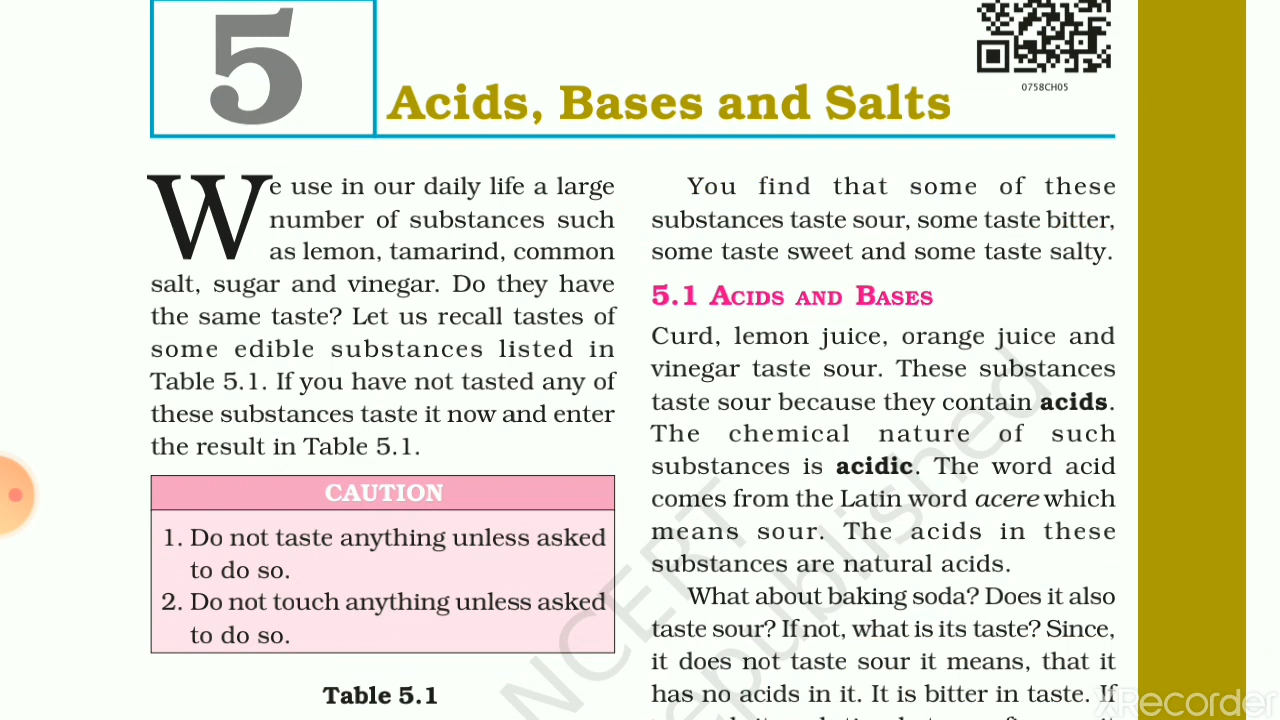 5
Acids, Bases and Salts
0758CH05
We use in our daily life a large
number of substances such
as lemon, tamarind, common
salt, sugar and vinegar. Do they have
the same taste? Let us recall tastes of
some edible substances listed in
Table 5.1. If you have not tasted any of
these substances taste it now and enter
the result in Table 5.1.
CAUTION
1. Do not taste anything unless asked
to do so.
2. Do not touch anything unless asked
to do so.
Table 5.1
You find that some of these
substances taste sour, some taste bitter,
some taste sweet and some taste salty.
5.1 ACIDS AND BASES
Curd, lemon juice, orange juice and
vinegar taste sour. These substances
taste sour because they contain acids.
The chemical nature of such
substances is acidic. The word acid
comes from the Latin word acere which
means sour. The acids in these
substances are natural acids.
What about baking soda? Does it also
taste sour? If not, what is its taste? Since,
it does not taste sour it means, that it
has no acids in it. It is bitter in taste. If
NCERT
republished
XRecorder